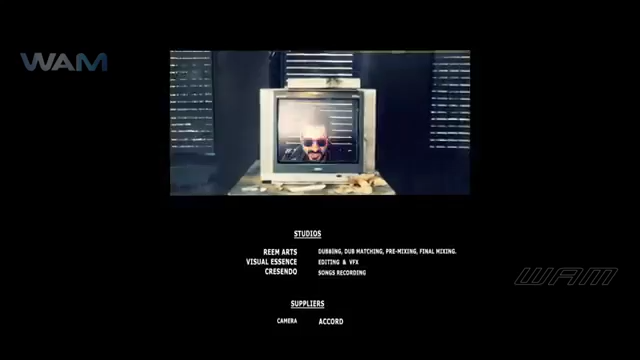 WAM
STUDIOS
REEM ARTS DUBBING, DUB MATCHING, PRE-MIXING, FINAL MIXING.
VISUAL ESSENCE EDITING & VFX
CRESENDO SONGS RECORDING
WAM
SUPPLIERS
CAMERA ACCORD